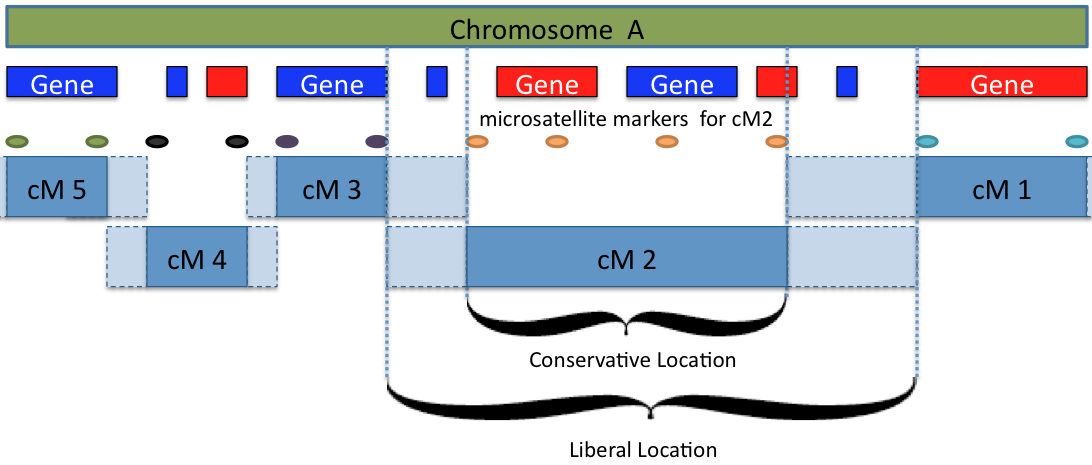 Chromosome A
Gene Gene Gene Gene Gene
microsatellite markers for cM2
cM 5 cM 3 cM 1
cM 4 cM 2
Conservative Location
Liberal Location